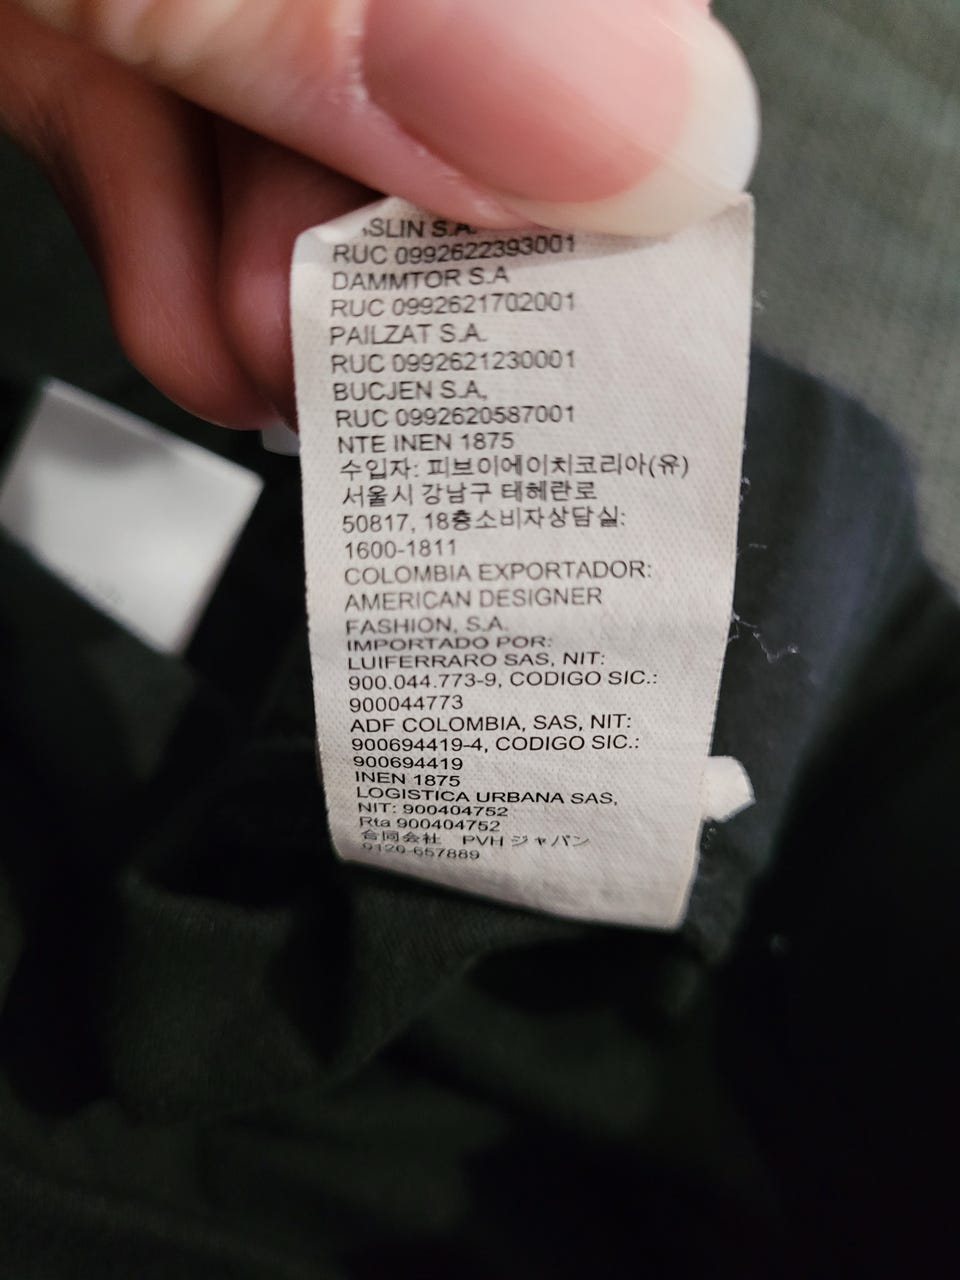 ASLIN S.A.
RUC 0992622393001
DAMMTOR S.A
RUC 0992621702001
PAILZAT S.A.
RUC 0992621230001
BUCJEN S.A,
RUC 0992620587001
NTE INEN 1875
수입자: 피브이에이치코리아(유)
서울시 강남구 테헤란로
50817, 18층소비자상담실:
1600-1811
COLOMBIA EXPORTADOR:
AMERICAN DESIGNER
FASHION, S.A.
IMPORTADO POR:
LUIFERRARO SAS, NIT:
900.044.773-9, CODIGO SIC.:
900044773
ADF COLOMBIA, SAS, NIT:
900694419-4, CODIGO SIC.:
900694419
INEN 1875
LOGISTICA URBANA SAS,
NIT: 900404752
Rta 900404752
合同会社 PVH ジャパン
0120-657889